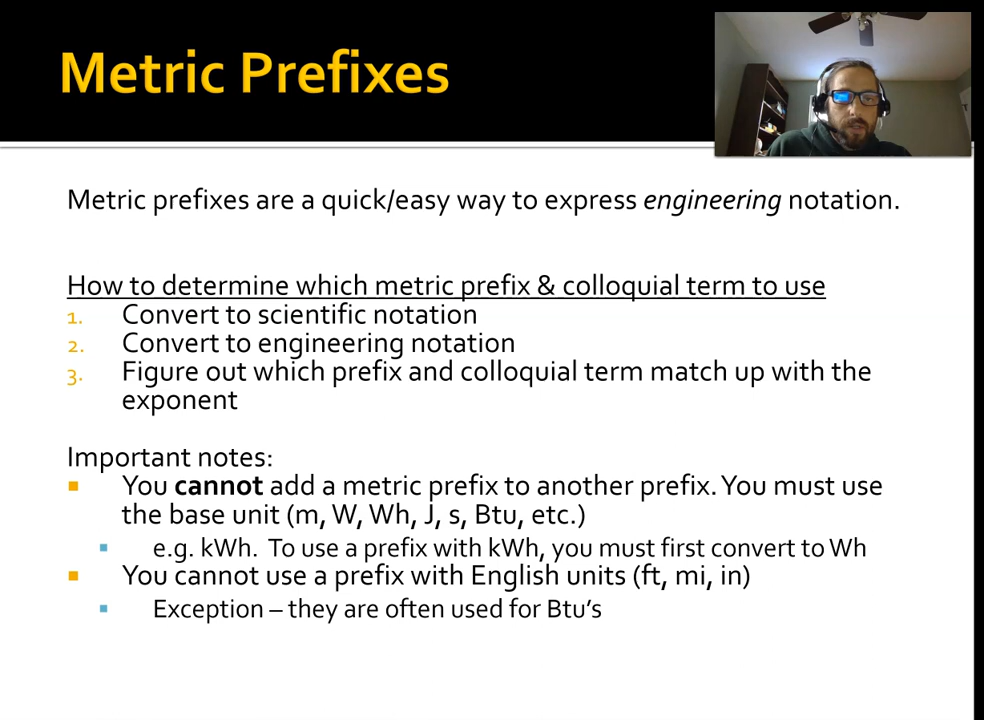 Metric Prefixes
Metric prefixes are a quick/easy way to express engineering notation.
How to determine which metric prefix & colloquial term to use
1. Convert to scientific notation
2. Convert to engineering notation
3. Figure out which prefix and colloquial term match up with the
exponent
Important notes:
You cannot add a metric prefix to another prefix. You must use
the base unit (m, W, Wh, J, s, Btu, etc.)
e.g. kWh. To use a prefix with kWh, you must first convert to Wh
You cannot use a prefix with English units (ft, mi, in)
Exception – they are often used for Btu's